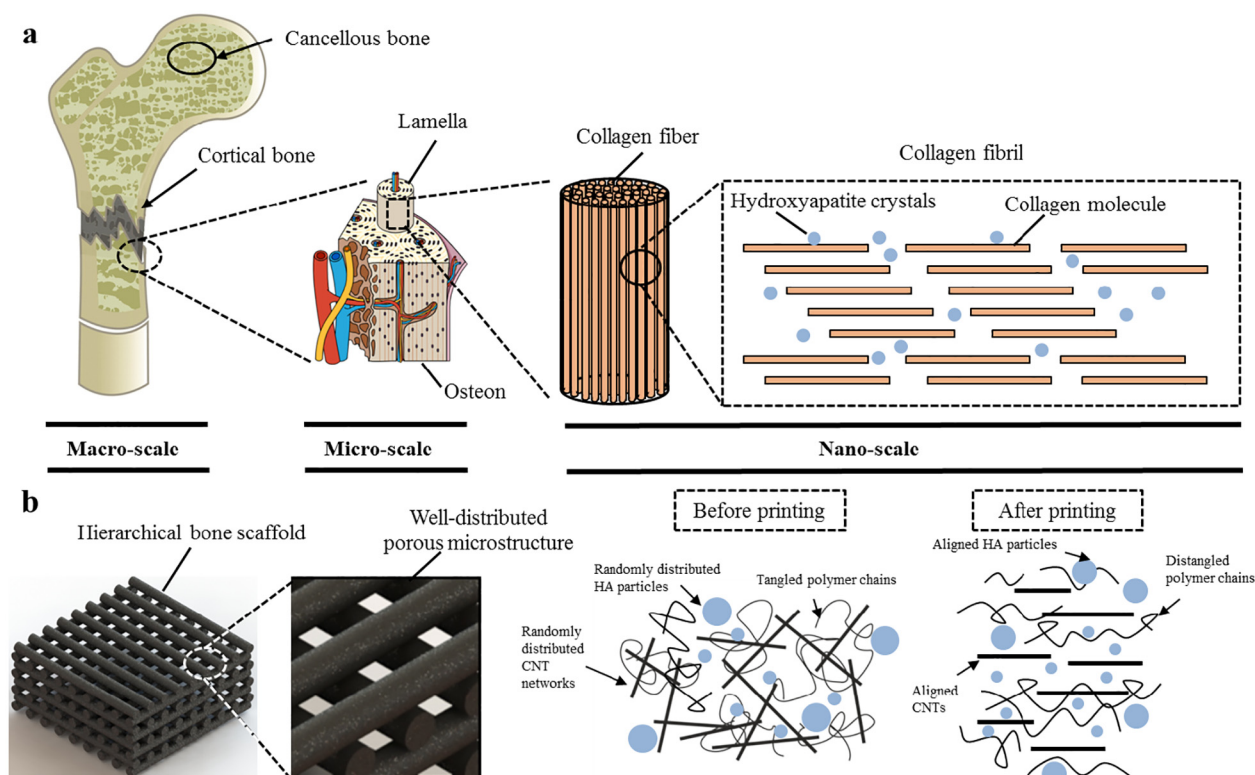 a
Cancellous bone
Cortical bone
Lamella
Osteon
Collagen fiber
Collagen fibril
Hydroxyapatite crystals
Collagen molecule
Macro-scale
Micro-scale
Nano-scale
b
Hierarchical bone scaffold
Well-distributed
porous microstructure
Before printing
Randomly distributed
HA particles
Tangled polymer chains
Randomly
distributed
CNT
networks
After printing
Aligned HA particles
Distangled
polymer chains
Aligned
CNTs